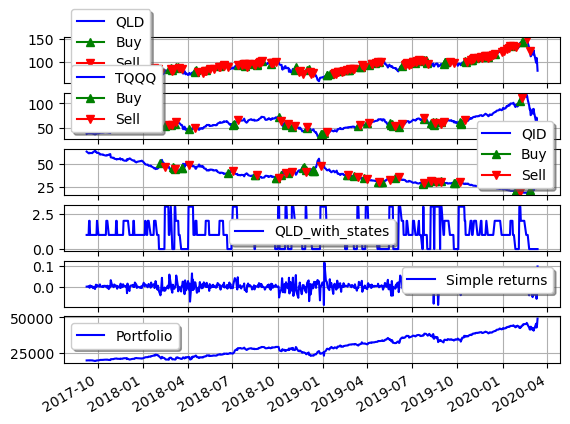 QLD
Buy
Sell
150
100
TQQQ
Buy
Sell
100
50
QID
Buy
Sell
50
25
2.5
0.0
QLD_with_states
0.1
0.0
Simple returns
50000
25000
Portfolio
2017-10
2018-01
2018-04
2018-07
2018-10
2019-01
2019-04
2019-07
2019-10
2020-01
2020-04